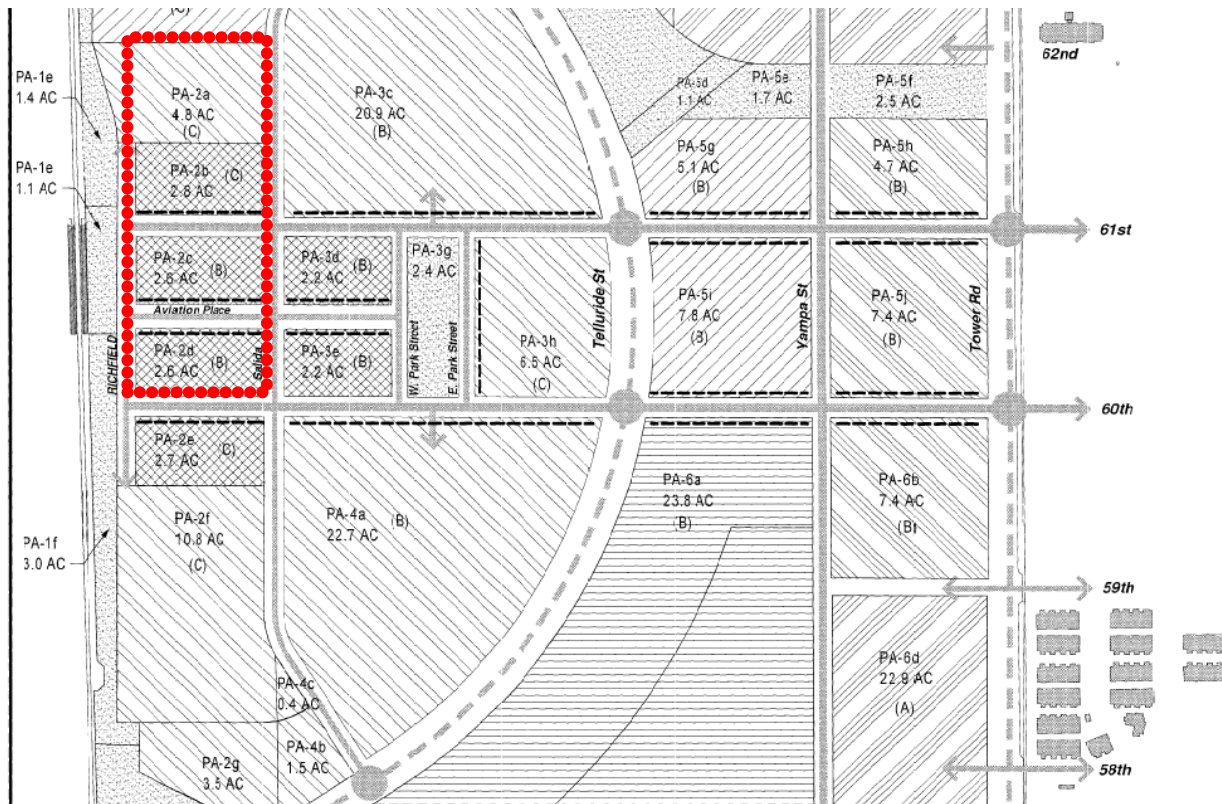 (C)
62nd
PA-1e
1.4 AC
PA-2a
4.8 AC
(C)
PA-3c
20.9 AC
(B)
PA-5d
1.1 AC
PA-5e
1.7 AC
PA-5f
2.5 AC
PA-5g
5.1 AC
(B)
PA-5h
4.7 AC
(B)
PA-1e
1.1 AC
PA-2b (C)
2.8 AC
61st
PA-2c
2.6 AC (B)
PA-3d (B)
2.2 AC
PA-3g
2.4 AC
Aviation Place
PA-2d
2.6 AC (B)
PA-3e (B)
2.2 AC
PA-3h
6.5 AC
(C)
PA-5i
7.8 AC
(B)
PA-5j
7.4 AC
(B)
RICHFIELD
Salida
W. Park Street
E. Park Street
Telluride St
Yampa St
Tower Rd
60th
PA-2e (C)
2.7 AC
PA-2f
10.8 AC
(C)
PA-4a (B)
22.7 AC
PA-6a
23.8 AC
(B)
PA-6b
7.4 AC
(B)
PA-1f
3.0 AC
59th
PA-4c
0.4 AC
PA-6d
22.9 AC
(A)
PA-4b
1.5 AC
PA-2g
3.5 AC
58th